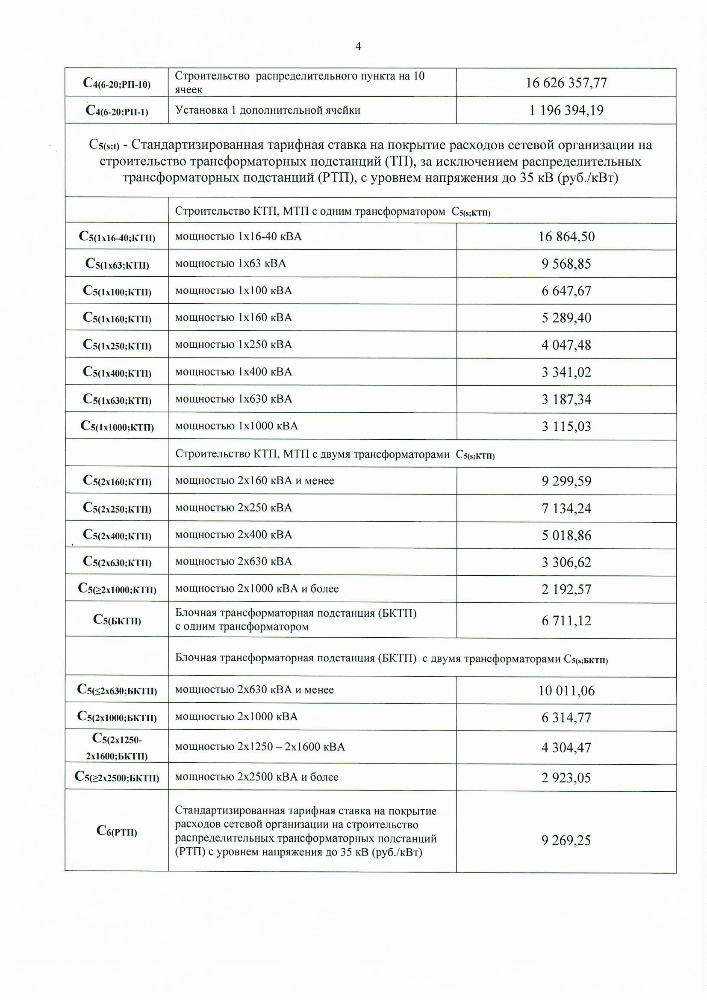 4
С4(6-20;РП-10) Строительство распределительного пункта на 10 16 626 357,77
ячеек
С4(6-20;РП-1) Установка 1 дополнительной ячейки 1 196 394,19
С5(s;t) - Стандартизированная тарифная ставка на покрытие расходов сетевой организации на
строительство трансформаторных подстанций (ТП), за исключением распределительных
трансформаторных подстанций (РТП), с уровнем напряжения до 35 кВ (руб./кВт)
Строительство КТП, МТП с одним трансформатором С5(s;КТП)
С5(1х16-40;КТП) мощностью 1х16-40 кВА 16 864,50
С5(1х63;КТП) мощностью 1х63 кВА 9 568,85
С5(1х100;КТП) мощностью 1х100 кВА 6 647,67
С5(1х160;КТП) мощностью 1х160 кВА 5 289,40
С5(1х250;КТП) мощностью 1х250 кВА 4 047,48
С5(1х400;КТП) мощностью 1х400 кВА 3 341,02
С5(1х630;КТП) мощностью 1х630 кВА 3 187,34
С5(1х1000;КТП) мощностью 1х1000 кВА 3 115,03
Строительство КТП, МТП с двумя трансформаторами С5(s;КТП)
С5(2х160;КТП) мощностью 2х160 кВА и менее 9 299,59
С5(2х250;КТП) мощностью 2х250 кВА 7 134,24
С5(2х400;КТП) мощностью 2х400 кВА 5 018,86
С5(2х630;КТП) мощностью 2х630 кВА 3 306,62
С5(≥2х1000;КТП) мощностью 2х1000 кВА и более 2 192,57
С5(БКТП) Блочная трансформаторная подстанция (БКТП) 6 711,12
с одним трансформатором
Блочная трансформаторная подстанция (БКТП) с двумя трансформаторами С5(s;БКТП)
С5(≤2х630;БКТП) мощностью 2х630 кВА и менее 10 011,06
С5(2х1000;БКТП) мощностью 2х1000 кВА 6 314,77
С5(2х1250- мощностью 2х1250 – 2х1600 кВА 4 304,47
2х1600;БКТП)
С5(≥2х2500;БКТП) мощностью 2х2500 кВА и более 2 923,05
С6(РТП) Стандартизированная тарифная ставка на покрытие 9 269,25
расходов сетевой организации на строительство
распределительных трансформаторных подстанций
(РТП) с уровнем напряжения до 35 кВ (руб./кВт)